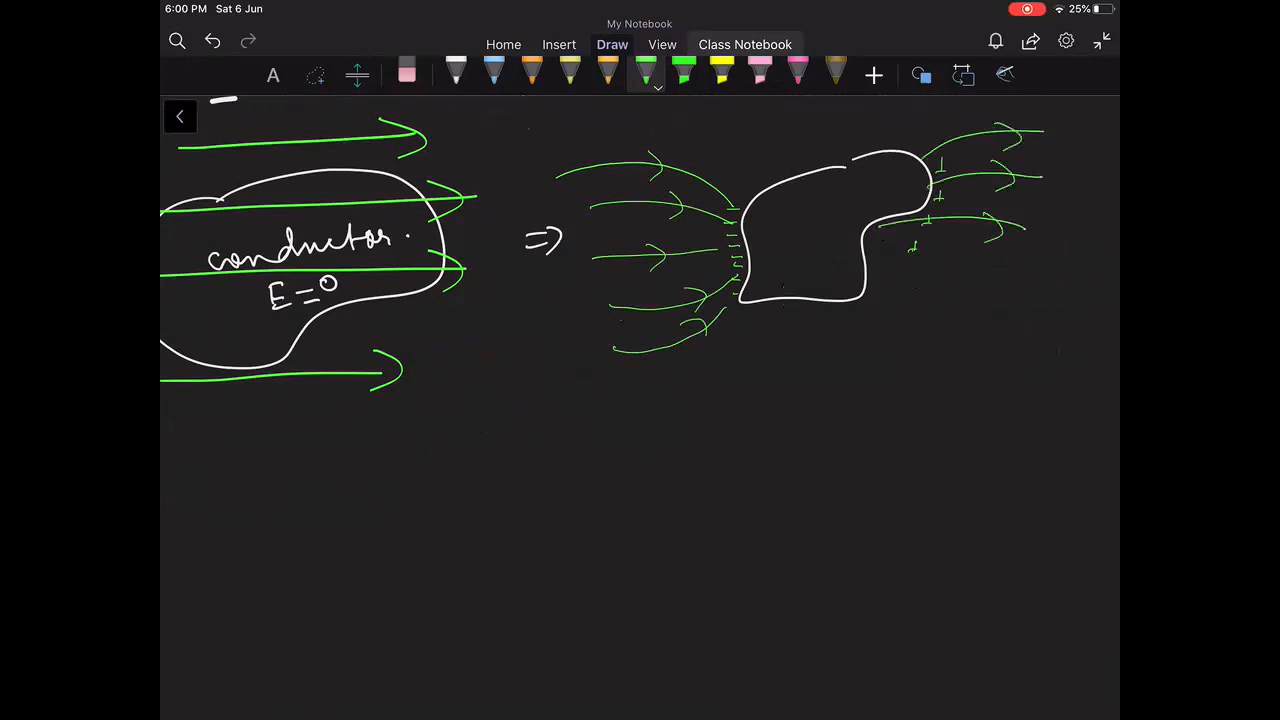 6:00 PM Sat 6 Jun
25%
My Notebook
Home Insert Draw View Class Notebook
A
conductor.
E=0
⇒